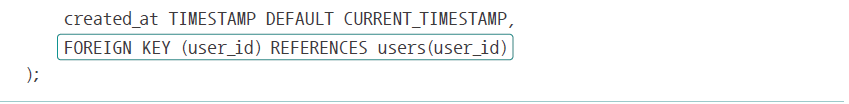 created_at TIMESTAMP DEFAULT CURRENT_TIMESTAMP,
FOREIGN KEY (user_id) REFERENCES users(user_id)
);